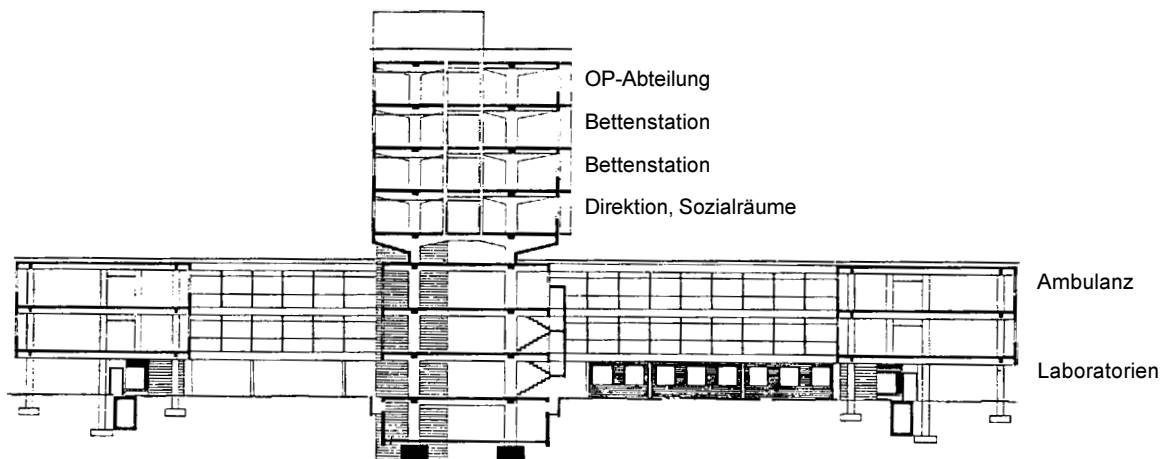 OP-Abteilung
Bettenstation
Bettenstation
Direktion, Sozialräume
Ambulanz
Laboratorien